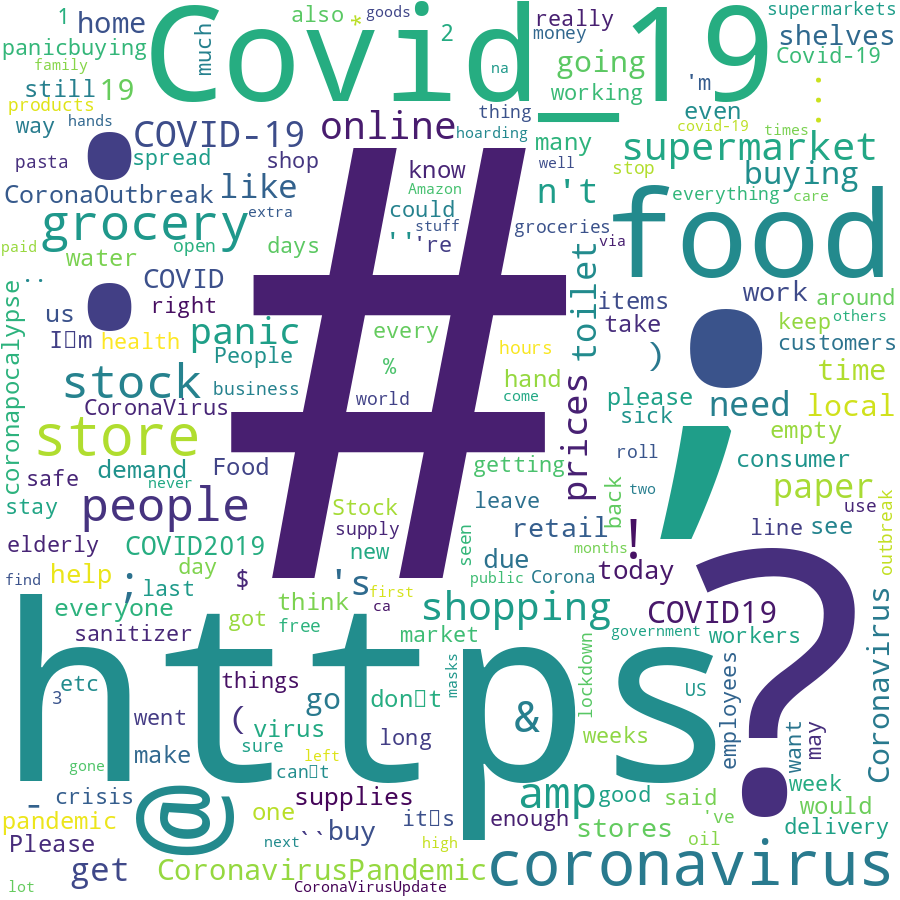 1
home
much
Covid_19
also
*
goods
2
really
money
supermarkets
shelves
panicbuying
family
going
Covid-19
still
19
na
working
'm
...
products
way
hands
COVID-19
online
thing
hoarding
even
covid-19
times
pasta
:
spread
shop
many
supermarket
know
well
stop
buying
CoronaOutbreak
like
Amazon
n't
everything
care
extra
could
grocery
stuff
groceries
food
paid
open
days
''
're
via
water
..
COVID
toilet
work
around
us
right
#
items
.
keep
others
I▯m
health
panic
every
take
)
customers
People
hours
%
time
coronapocalypse
stock
business
hand
please
need
local
world
come
prices
sick
CoronaVirus
store
,
empty
roll
consumer
safe
demand
Food
getting
never
back
two
paper
stay
people
Stock
leave
use
supply
retail
!
line
see
outbreak
elderly
COVID2019
new
seen
due
months
today
find
help
day
$
's
first
public
Corona
?
;
last
everyone
think
ca
shopping
COVID19
got
free
https
sanitizer
market
government
workers
Coronavirus
etc
things
masks
lockdown
3
go
don▯t
US
employees
went
(
virus
&
want
may
sure
long
weeks
make
left
gone
can▯t
week
-
crisis
@
supplies
amp
good
said
would
pandemic
one
it▯s
enough
've
delivery
Please
``
buy
stores
next
high
oil
get
CoronavirusPandemic
coronavirus
lot
CoronaVirusUpdate